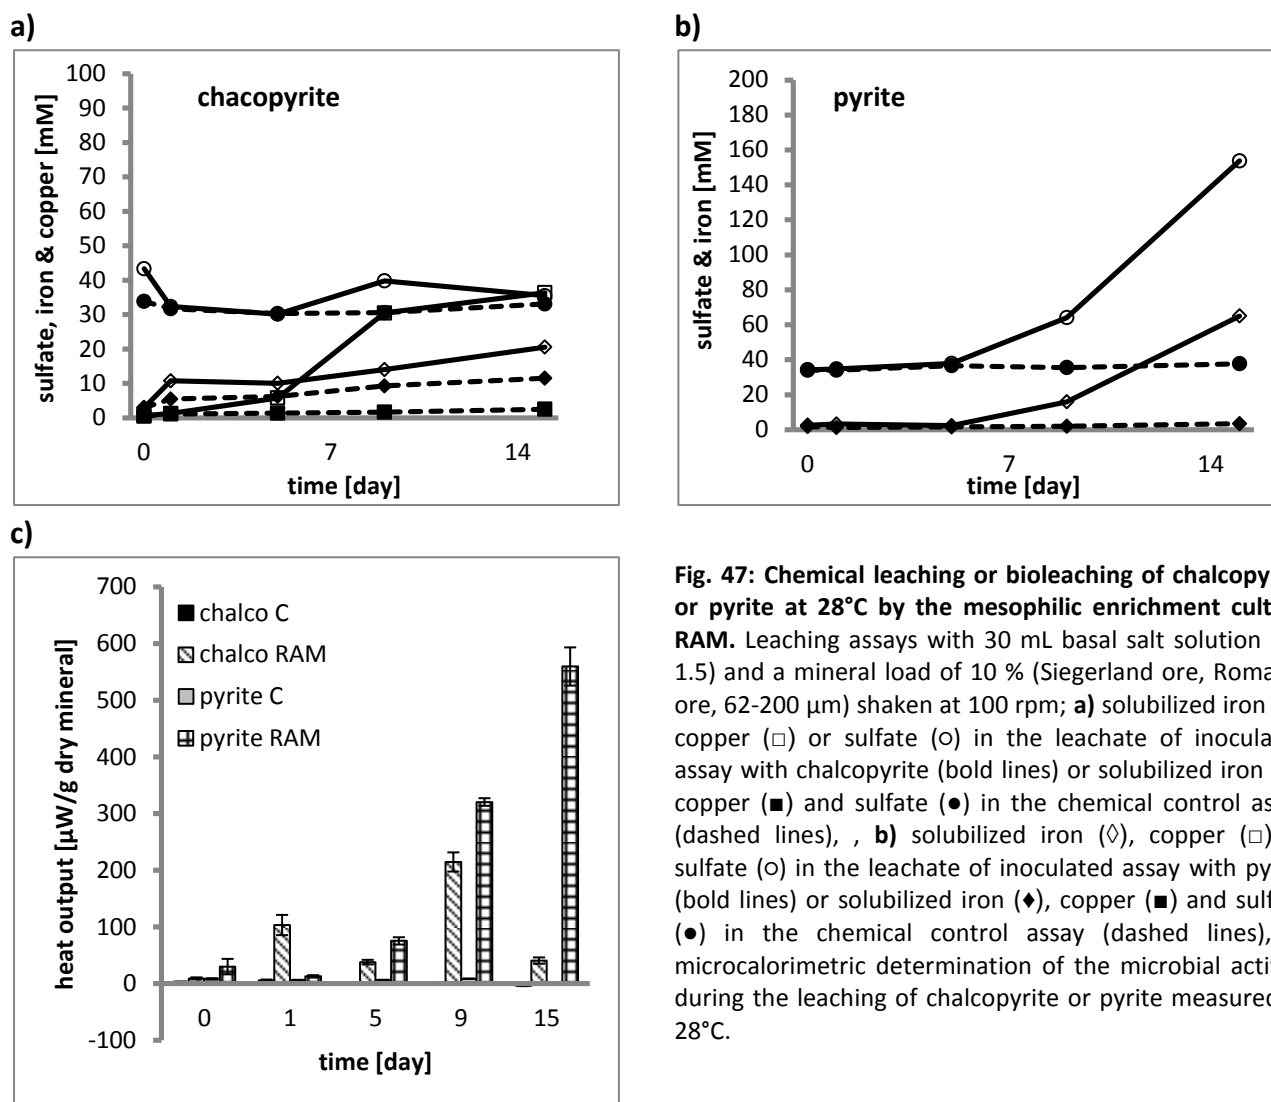 a)
chacopyrite
sulfate, iron & copper [mM]
100
90
80
70
60
50
40
30
20
10
0
0 7 14
time [day]
b)
pyrite
sulfate & iron [mM]
200
180
160
140
120
100
80
60
40
20
0
0 7 14
time [day]
c)
heat output [µW/g dry mineral]
700
600
500
400
300
200
100
0
-100
chalco C
chalco RAM
pyrite C
pyrite RAM
0 1 5 9 15
time [day]
Fig. 47: Chemical leaching or bioleaching of chalcopy
or pyrite at 28°C by the mesophilic enrichment cult
RAM. Leaching assays with 30 mL basal salt solution
1.5) and a mineral load of 10 % (Siegerland ore, Roma
ore, 62-200 µm) shaken at 100 rpm; a) solubilized iron
copper (□) or sulfate (○) in the leachate of inocula
assay with chalcopyrite (bold lines) or solubilized iron
copper (■) and sulfate (●) in the chemical control as
(dashed lines), , b) solubilized iron (◊), copper (□)
sulfate (○) in the leachate of inoculated assay with py
(bold lines) or solubilized iron (♦), copper (■) and sulf
(●) in the chemical control assay (dashed lines),
microcalorimetric determination of the microbial activ
during the leaching of chalcopyrite or pyrite measured
28°C.